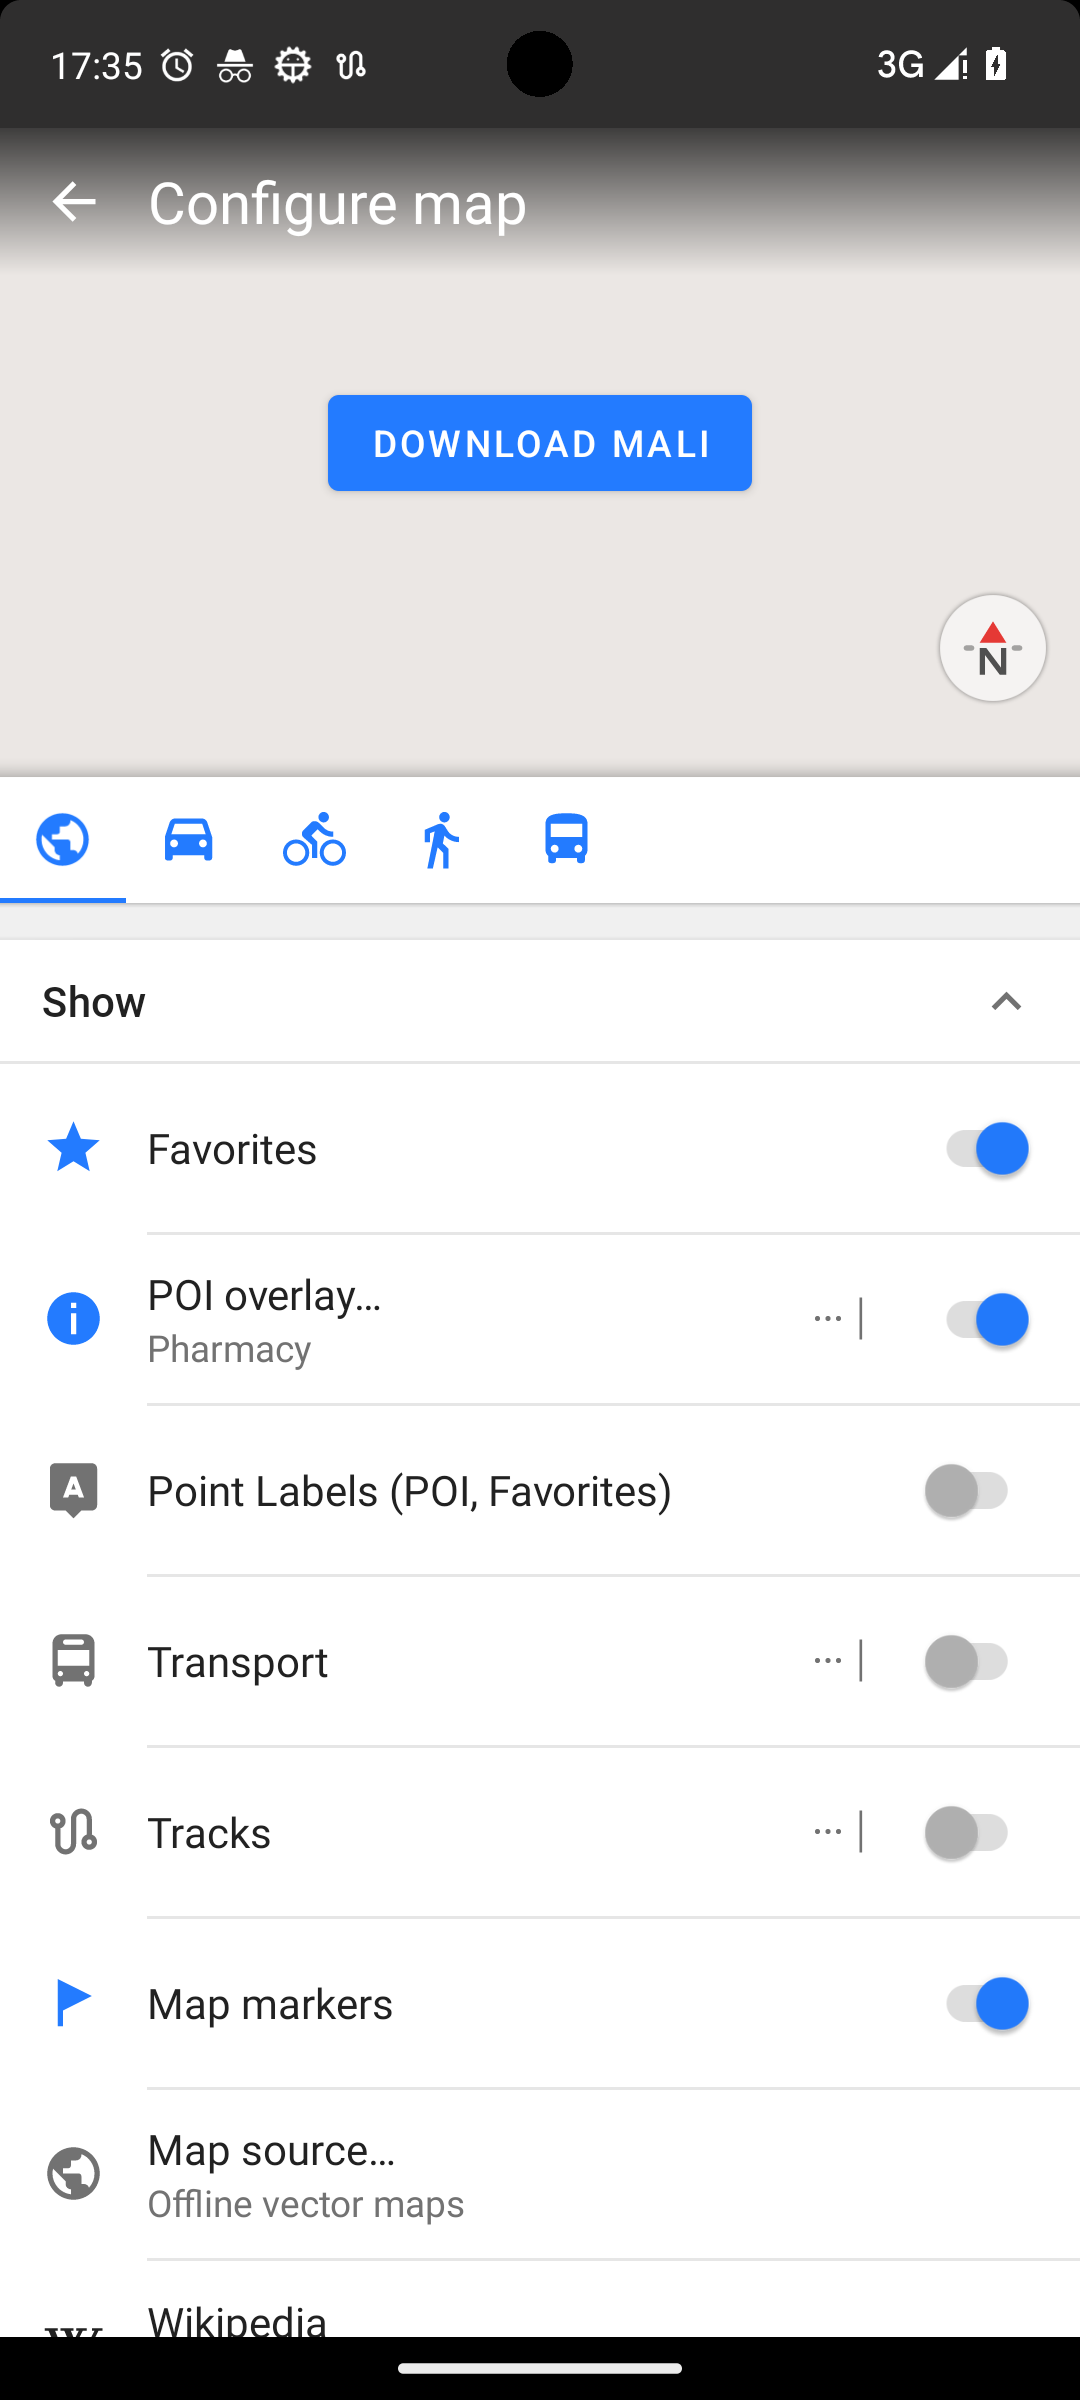 17:35
3G
Configure map
DOWNLOAD MALI
N
Show
Favorites
POI overlay…
Pharmacy
Point Labels (POI, Favorites)
Transport
Tracks
Map markers
Map source…
Offline vector maps
Wikipedia